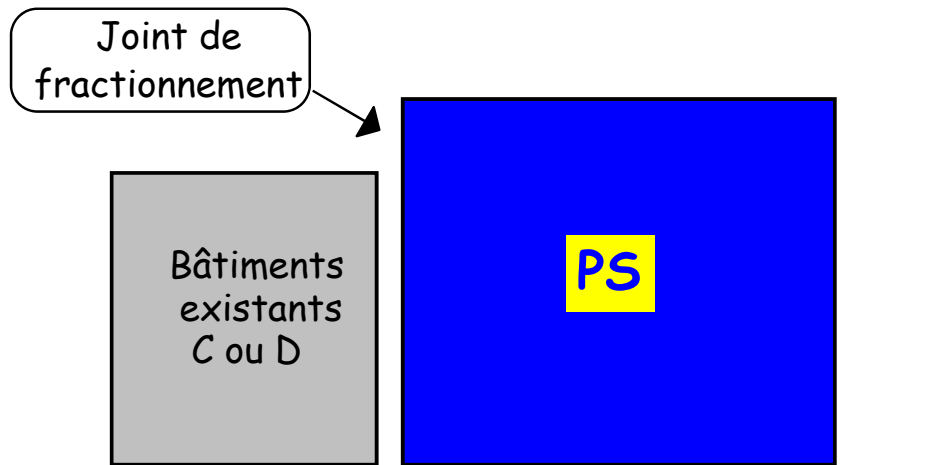 Joint de
fractionnement
Bâtiments
existants
C ou D
PS